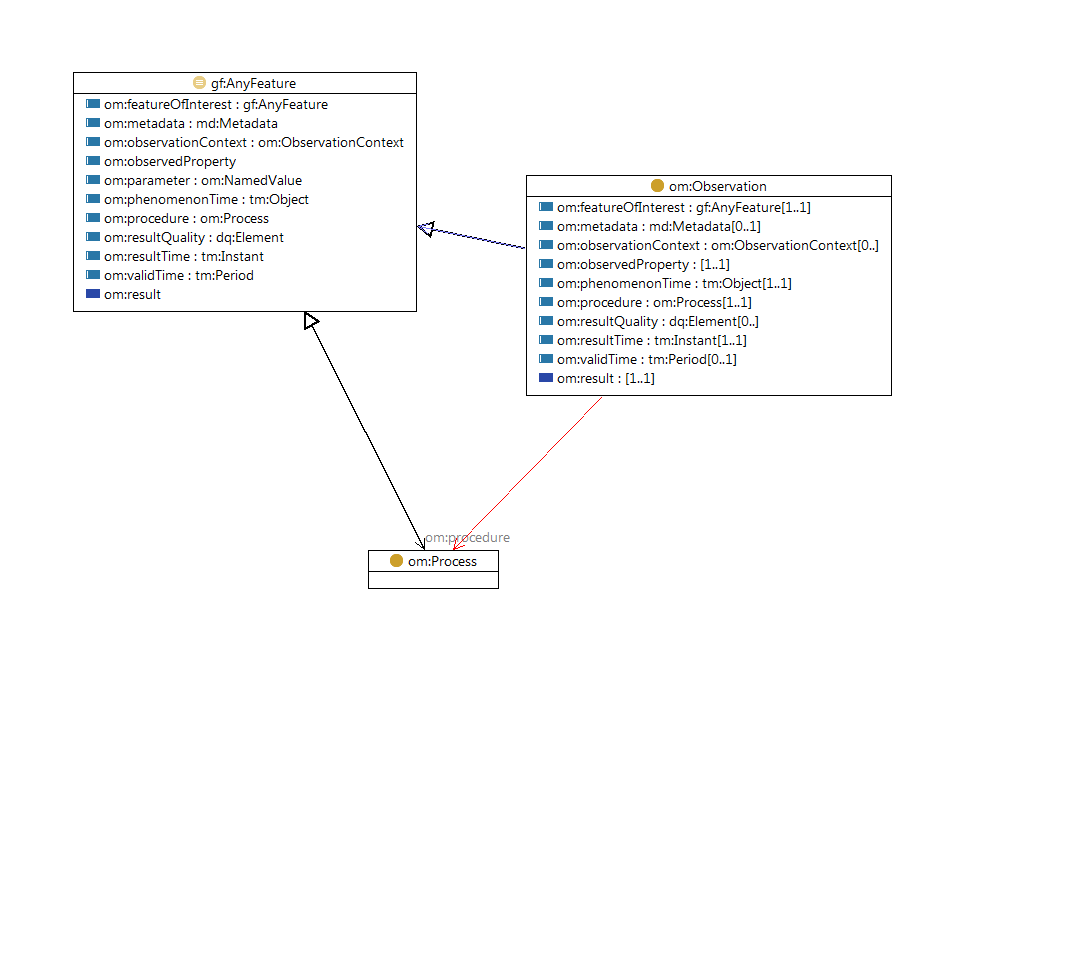 gf:AnyFeature
om:featureOfInterest : gf:AnyFeature
om:metadata : md:Metadata
om:observationContext : om:ObservationContext
om:observedProperty
om:parameter : om:NamedValue
om:phenomenonTime : tm:Object
om:procedure : om:Process
om:resultQuality : dq:Element
om:resultTime : tm:Instant
om:validTime : tm:Period
om:result
om:Observation
om:featureOfInterest : gf:AnyFeature[1..1]
om:metadata : md:Metadata[0..1]
om:observationContext : om:ObservationContext[0..]
om:observedProperty : [1..1]
om:phenomenonTime : tm:Object[1..1]
om:procedure : om:Process[1..1]
om:resultQuality : dq:Element[0..]
om:resultTime : tm:Instant[1..1]
om:validTime : tm:Period[0..1]
om:result : [1..1]
om:procedure
om:Process